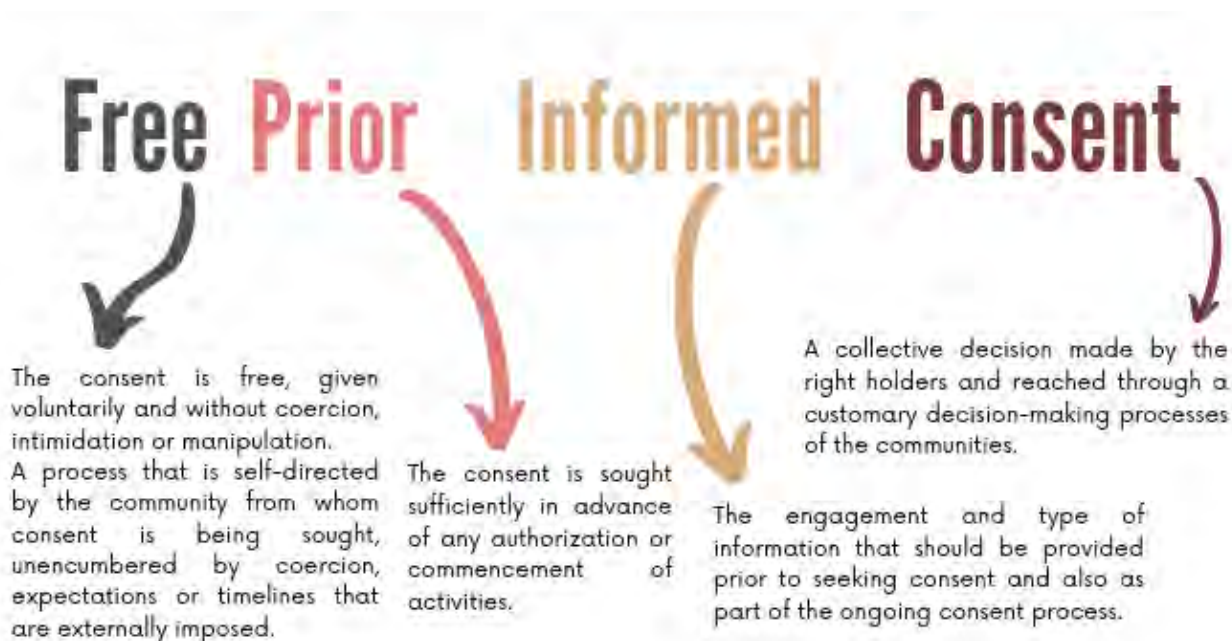 Free Prior Informed Consent
The consent is free, given
voluntarily and without coercion,
intimidation or manipulation.
A process that is self-directed
by the community from whom
consent is being sought,
unencumbered by coercion,
expectations or timelines that
are externally imposed.
The consent is sought
sufficiently in advance
of any authorization or
commencement of
activities.
The engagement and type of
information that should be provided
prior to seeking consent and also as
part of the ongoing consent process.
A collective decision made by the
right holders and reached through a
customary decision-making processes
of the communities.